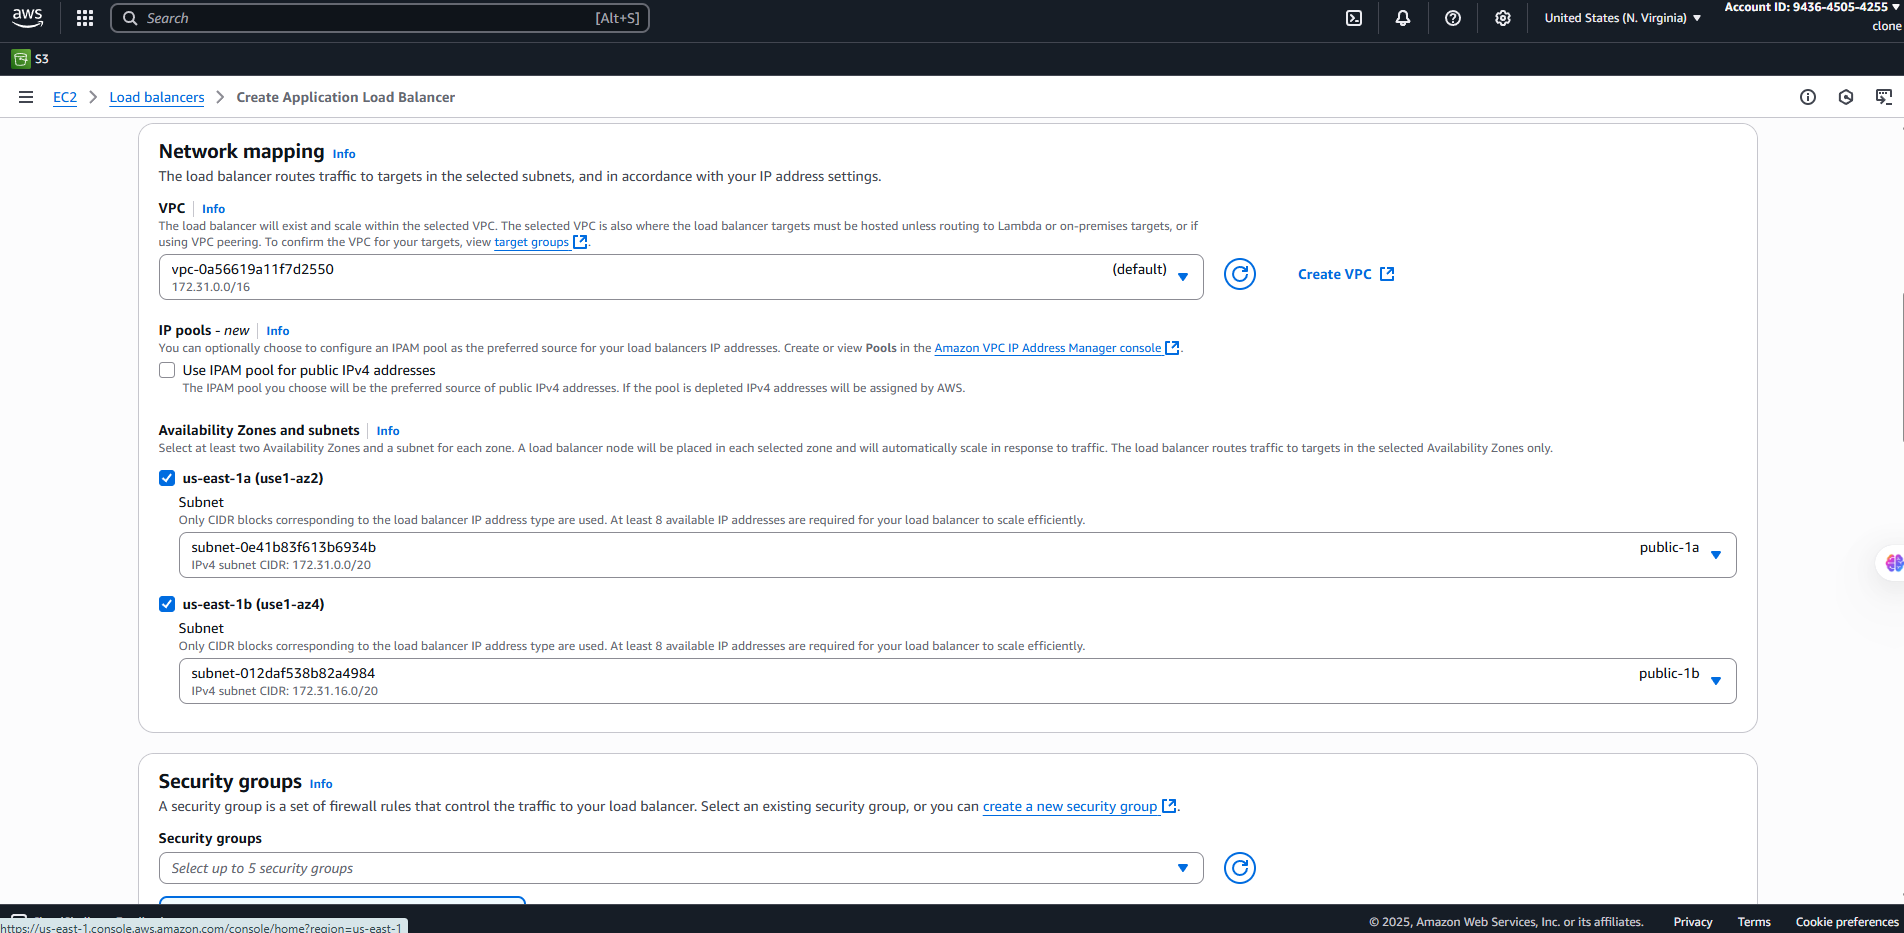 aws
Search [Alt+S]
United States (N. Virginia)
Account ID: 9436-4505-4255
clone
S3
EC2 > Load balancers > Create Application Load Balancer
Network mapping Info
The load balancer routes traffic to targets in the selected subnets, and in accordance with your IP address settings.
VPC Info
The load balancer will exist and scale within the selected VPC. The selected VPC is also where the load balancer targets must be hosted unless routing to Lambda or on-premises targets, or if
using VPC peering. To confirm the VPC for your targets, view target groups.
vpc-0a56619a11f7d2550 (default)
172.31.0.0/16
Create VPC
IP pools - new Info
You can optionally choose to configure an IPAM pool as the preferred source for your load balancers IP addresses. Create or view Pools in the Amazon VPC IP Address Manager console.
Use IPAM pool for public IPv4 addresses
The IPAM pool you choose will be the preferred source of public IPv4 addresses. If the pool is depleted IPv4 addresses will be assigned by AWS.
Availability Zones and subnets Info
Select at least two Availability Zones and a subnet for each zone. A load balancer node will be placed in each selected zone and will automatically scale in response to traffic. The load balancer routes traffic to targets in the selected Availability Zones only.
us-east-1a (use1-az2)
Subnet
Only CIDR blocks corresponding to the load balancer IP address type are used. At least 8 available IP addresses are required for your load balancer to scale efficiently.
subnet-0e41b83f613b6934b public-1a
IPv4 subnet CIDR: 172.31.0.0/20
us-east-1b (use1-az4)
Subnet
Only CIDR blocks corresponding to the load balancer IP address type are used. At least 8 available IP addresses are required for your load balancer to scale efficiently.
subnet-012daf538b82a4984 public-1b
IPv4 subnet CIDR: 172.31.16.0/20
Security groups Info
A security group is a set of firewall rules that control the traffic to your load balancer. Select an existing security group, or you can create a new security group.
Security groups
Select up to 5 security groups
© 2025, Amazon Web Services, Inc. or its affiliates. Privacy Terms Cookie preferences
https://us-east-1.console.aws.amazon.com/console/home?region=us-east-1